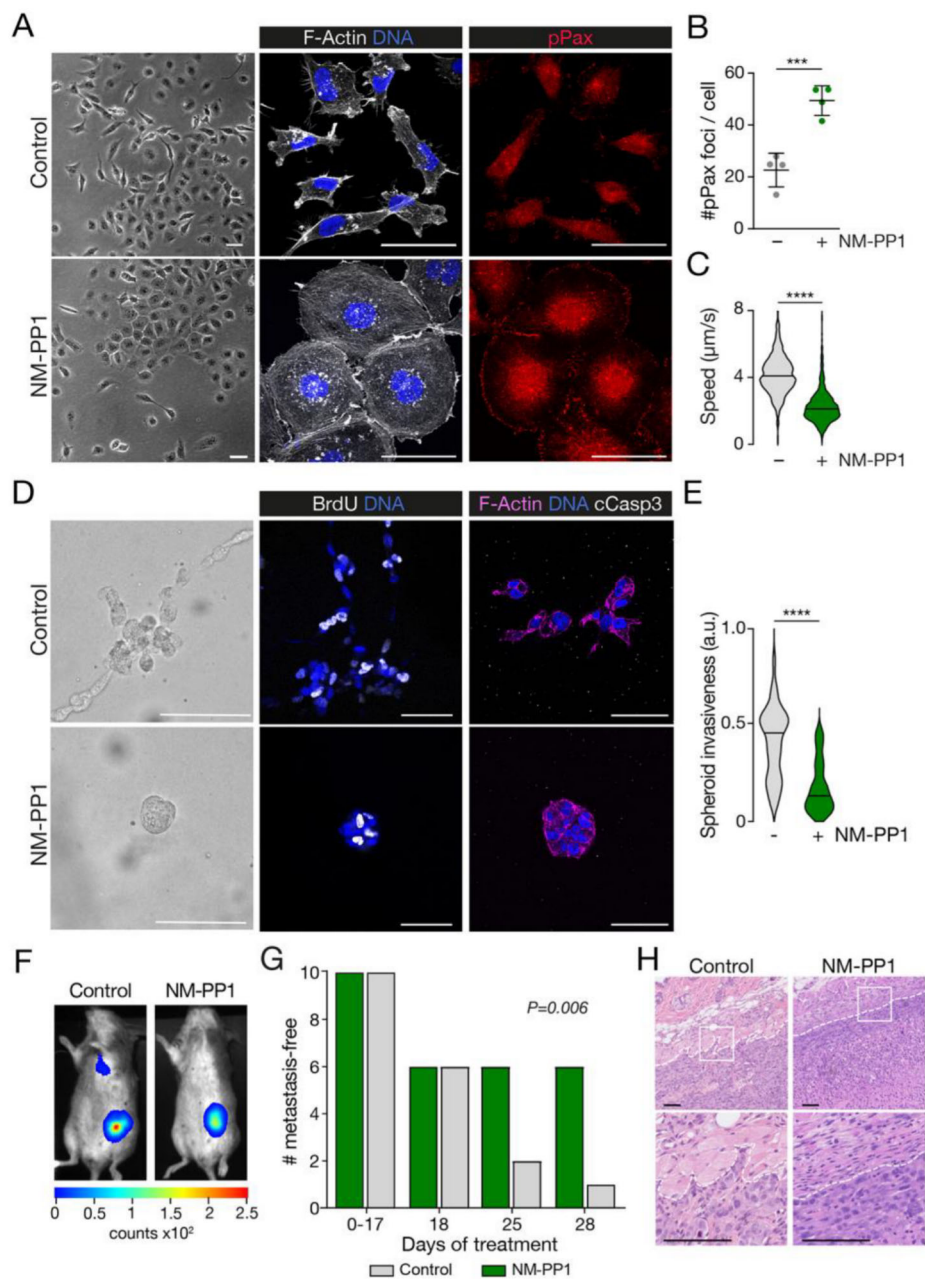 A
F-Actin DNA
pPax
Control
NM-PP1
B
***
#pPax foci / cell
60
40
20
0
− + NM-PP1
C
****
Speed (μm/s)
8
4
0
− + NM-PP1
D
BrdU DNA
F-Actin DNA cCasp3
Control
NM-PP1
E
****
Spheroid invasiveness (a.u.)
1.0
0.5
0
- + NM-PP1
F
Control NM-PP1
0 0.5 1 1.5 2 2.5
counts x10²
G
# metastasis-free
10
8
6
4
2
0
P=0.006
0-17 18 25 28
Days of treatment
Control NM-PP1
H
Control NM-PP1